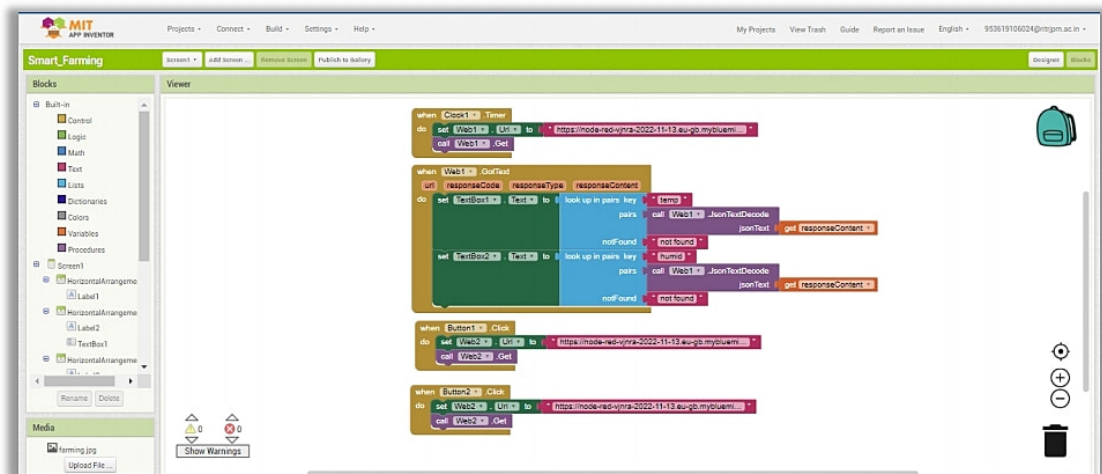 MIT
APP INVENTOR
Projects Connect Build Settings Help
My Projects View Trash Guide Report an Issue English 953619106024@ritrjpm.ac.in
Smart_Farming
Screen1 Add Screen ... Remove Screen Publish to Gallery
Designer Blocks
Blocks
Viewer
Built-in
Control
Logic
Math
Text
Lists
Dictionaries
Colors
Variables
Procedures
Screen1
HorizontalArrangeme
Label1
HorizontalArrangeme
Label2
TextBox1
HorizontalArrangeme
Rename Delete
Media
farming.jpg
Upload File ...
when Clock1 .Timer
do set Web1 . Url to " https://node-red-vjnra-2022-11-13.eu-gb.mybluemi... "
call Web1 .Get
when Web1 .GotText
url responseCode responseType responseContent
do set TextBox1 . Text to look up in pairs key " temp "
pairs call Web1 .JsonTextDecode
jsonText get responseContent
notFound " not found "
set TextBox2 . Text to look up in pairs key " humid "
pairs call Web1 .JsonTextDecode
jsonText get responseContent
notFound " not found "
when Button1 .Click
do set Web2 . Url to " https://node-red-vjnra-2022-11-13.eu-gb.mybluemi... "
call Web2 .Get
when Button2 .Click
do set Web2 . Url to " https://node-red-vjnra-2022-11-13.eu-gb.mybluemi... "
call Web2 .Get
0 0
Show Warnings